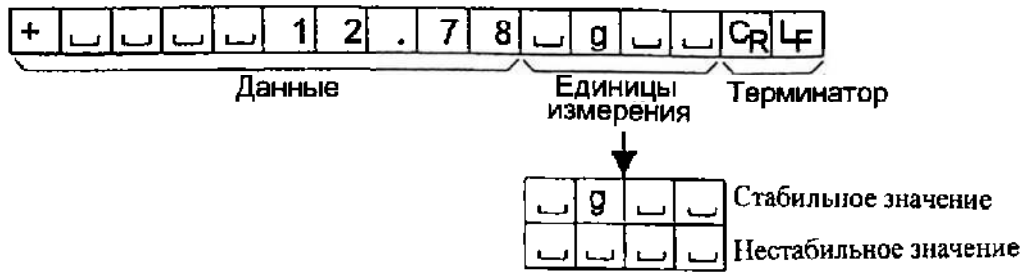 + ␣ ␣ ␣ ␣ 1 2 . 7 8 ␣ g ␣ ␣ CR LF
Данные Единицы измерения Терминатор
␣ g ␣ ␣ Стабильное значение
␣ ␣ ␣ ␣ Нестабильное значение